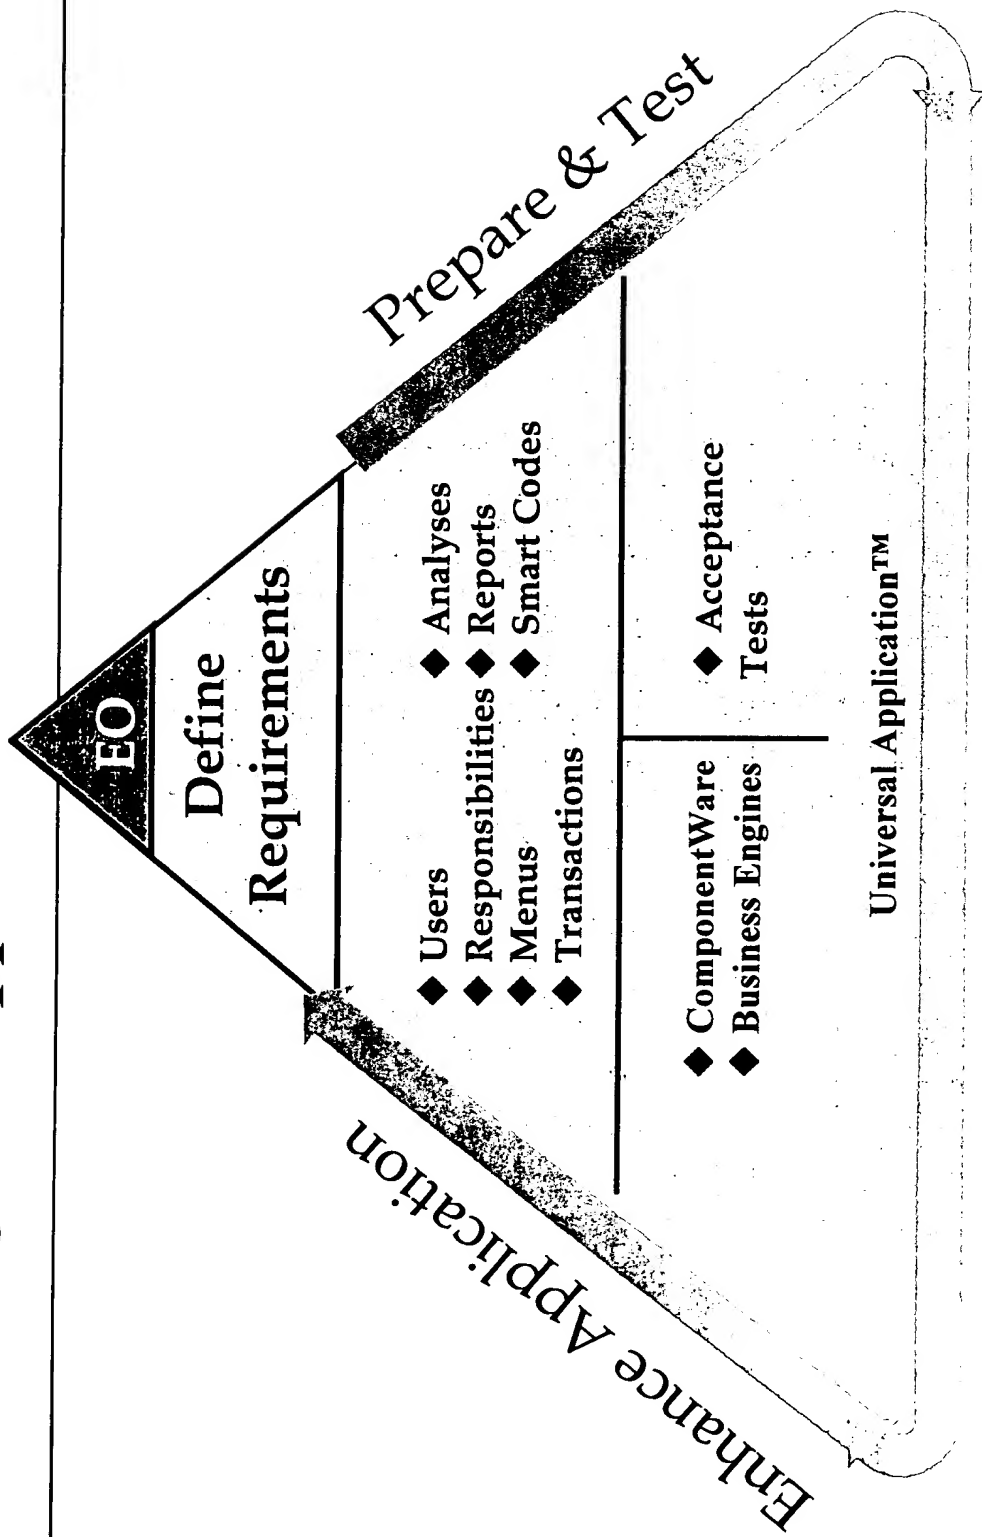 EO
Define
Requirements
◆ Users
◆ Responsibilities
◆ Menus
◆ Transactions
◆ Analyses
◆ Reports
◆ Smart Codes
◆ ComponentWare
◆ Business Engines
◆ Acceptance
Tests
Universal Application™
Enhance Application
Prepare & Test